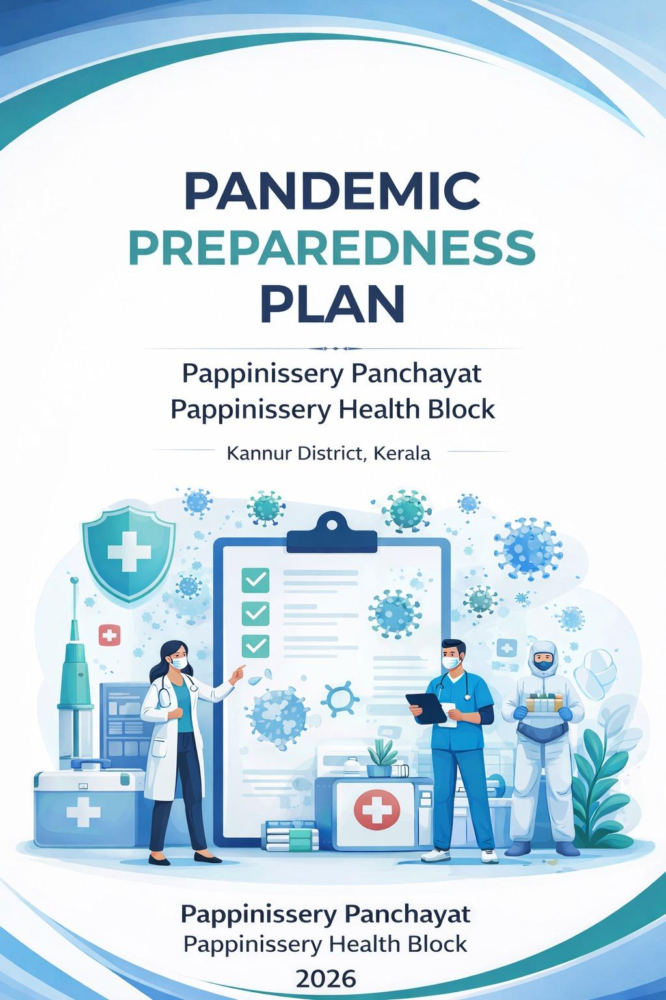 PANDEMIC
PREPAREDNESS
PLAN
Pappinissery Panchayat
Pappinissery Health Block
Kannur District, Kerala
Pappinissery Panchayat
Pappinissery Health Block
2026